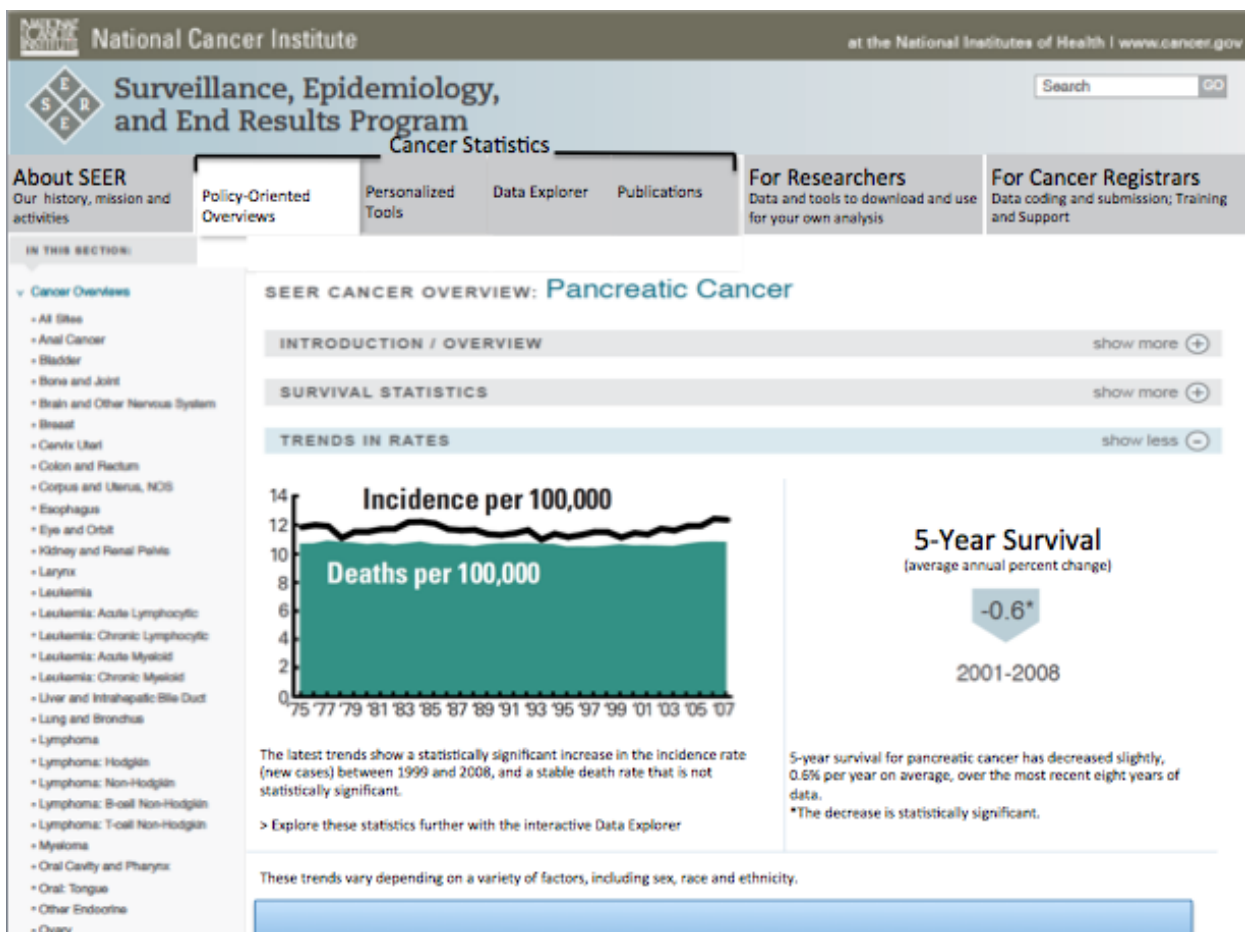 NATIONAL CANCER INSTITUTE
National Cancer Institute
at the National Institutes of Health | www.cancer.gov
S E E R
Surveillance, Epidemiology,
and End Results Program
Search GO
Cancer Statistics
About SEER
Our history, mission and
activities
Policy-Oriented
Overviews
Personalized
Tools
Data Explorer
Publications
For Researchers
Data and tools to download and use
for your own analysis
For Cancer Registrars
Data coding and submission; Training
and Support
IN THIS SECTION:
Cancer Overviews
All Sites
Anal Cancer
Bladder
Bone and Joint
Brain and Other Nervous System
Breast
Cervix Uteri
Colon and Rectum
Corpus and Uterus, NOS
Esophagus
Eye and Orbit
Kidney and Renal Pelvis
Larynx
Leukemia
Leukemia: Acute Lymphocytic
Leukemia: Chronic Lymphocytic
Leukemia: Acute Myeloid
Leukemia: Chronic Myeloid
Liver and Intrahepatic Bile Duct
Lung and Bronchus
Lymphoma
Lymphoma: Hodgkin
Lymphoma: Non-Hodgkin
Lymphoma: B-cell Non-Hodgkin
Lymphoma: T-cell Non-Hodgkin
Myeloma
Oral Cavity and Pharynx
Oral: Tongue
Other Endocrine
Ovary
SEER CANCER OVERVIEW: Pancreatic Cancer
INTRODUCTION / OVERVIEW show more
SURVIVAL STATISTICS show more
TRENDS IN RATES show less
Incidence per 100,000
Deaths per 100,000
14
12
10
8
6
4
2
0
'75 '77 '79 '81 '83 '85 '87 '89 '91 '93 '95 '97 '99 '01 '03 '05 '07
The latest trends show a statistically significant increase in the incidence rate
(new cases) between 1999 and 2008, and a stable death rate that is not
statistically significant.
> Explore these statistics further with the interactive Data Explorer
5-Year Survival
(average annual percent change)
-0.6*
2001-2008
5-year survival for pancreatic cancer has decreased slightly,
0.6% per year on average, over the most recent eight years of
data.
*The decrease is statistically significant.
These trends vary depending on a variety of factors, including sex, race and ethnicity.